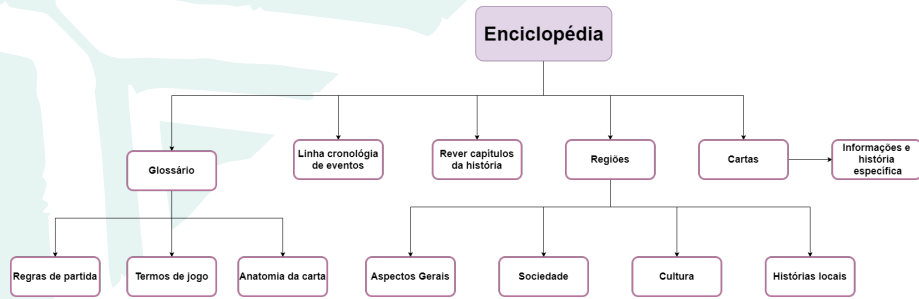 Enciclopédia
Glossário
Linha cronológia
de eventos
Rever capítulos
da história
Regiões
Cartas
Informações e
história
específica
Regras de partida
Termos de jogo
Anatomia da carta
Aspectos Gerais
Sociedade
Cultura
Histórias locais